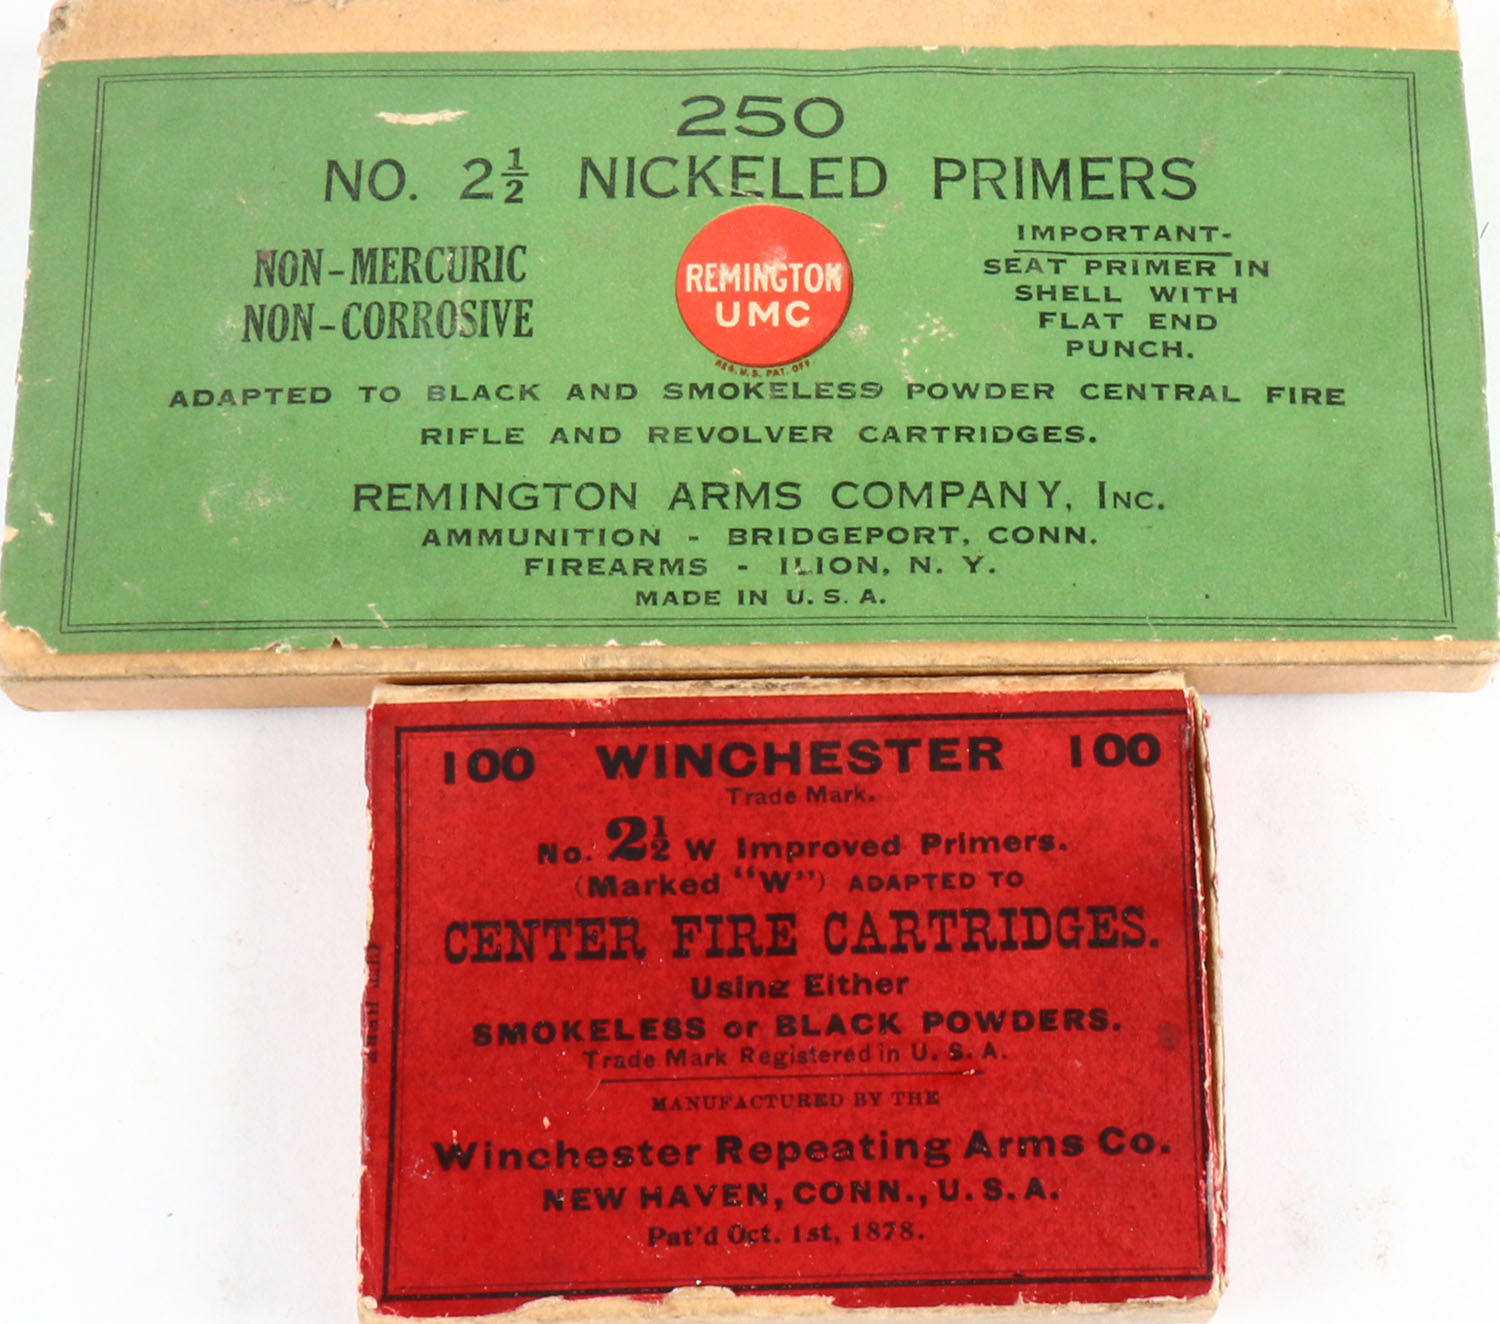 250
NO. 2½ NICKELED PRIMERS
NON-MERCURIC
NON-CORROSIVE
REMINGTON
UMC
REG. U.S. PAT. OFF.
IMPORTANT-
SEAT PRIMER IN
SHELL WITH
FLAT END
PUNCH.
ADAPTED TO BLACK AND SMOKELESS POWDER CENTRAL FIRE
RIFLE AND REVOLVER CARTRIDGES.
REMINGTON ARMS COMPANY, INC.
AMMUNITION - BRIDGEPORT, CONN.
FIREARMS - ILION, N. Y.
MADE IN U. S. A.
100 WINCHESTER 100
Trade Mark.
No. 2½ W Improved Primers.
(Marked "W") ADAPTED TO
CENTER FIRE CARTRIDGES.
Using Either
SMOKELESS or BLACK POWDERS.
Trade Mark Registered in U. S. A.
MANUFACTURED BY THE
Winchester Repeating Arms Co.
NEW HAVEN, CONN., U. S. A.
Pat'd Oct. 1st, 1878.